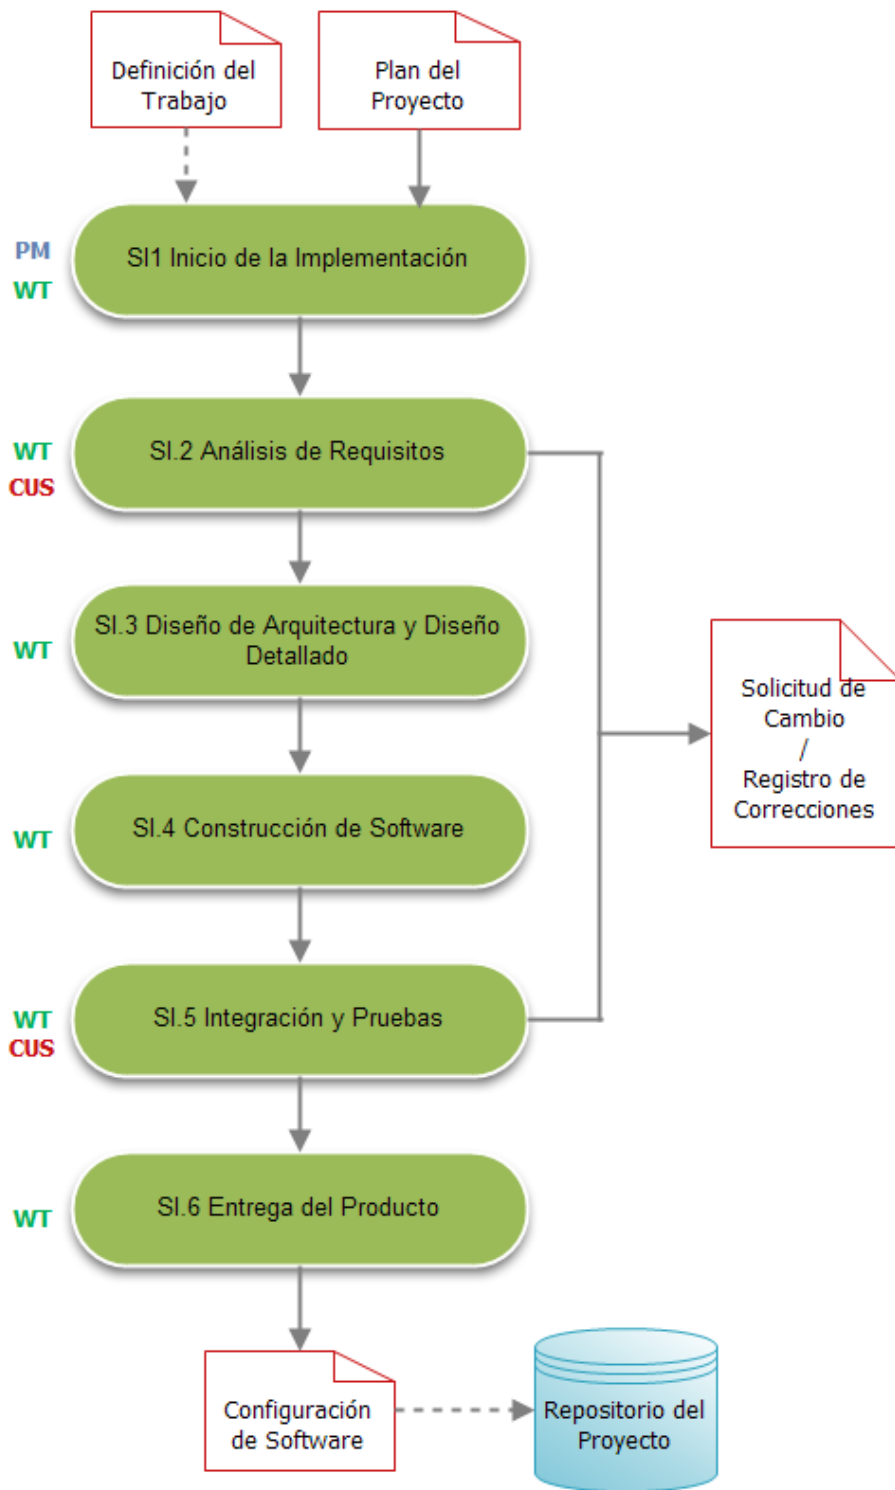 Definición del
Trabajo
Plan del
Proyecto
PM
WT
SI1 Inicio de la Implementación
WT
CUS
SI.2 Análisis de Requisitos
WT
SI.3 Diseño de Arquitectura y Diseño
Detallado
Solicitud de
Cambio
/
Registro de
Correcciones
WT
SI.4 Construcción de Software
WT
CUS
SI.5 Integración y Pruebas
WT
SI.6 Entrega del Producto
Configuración
de Software
Repositorio del
Proyecto